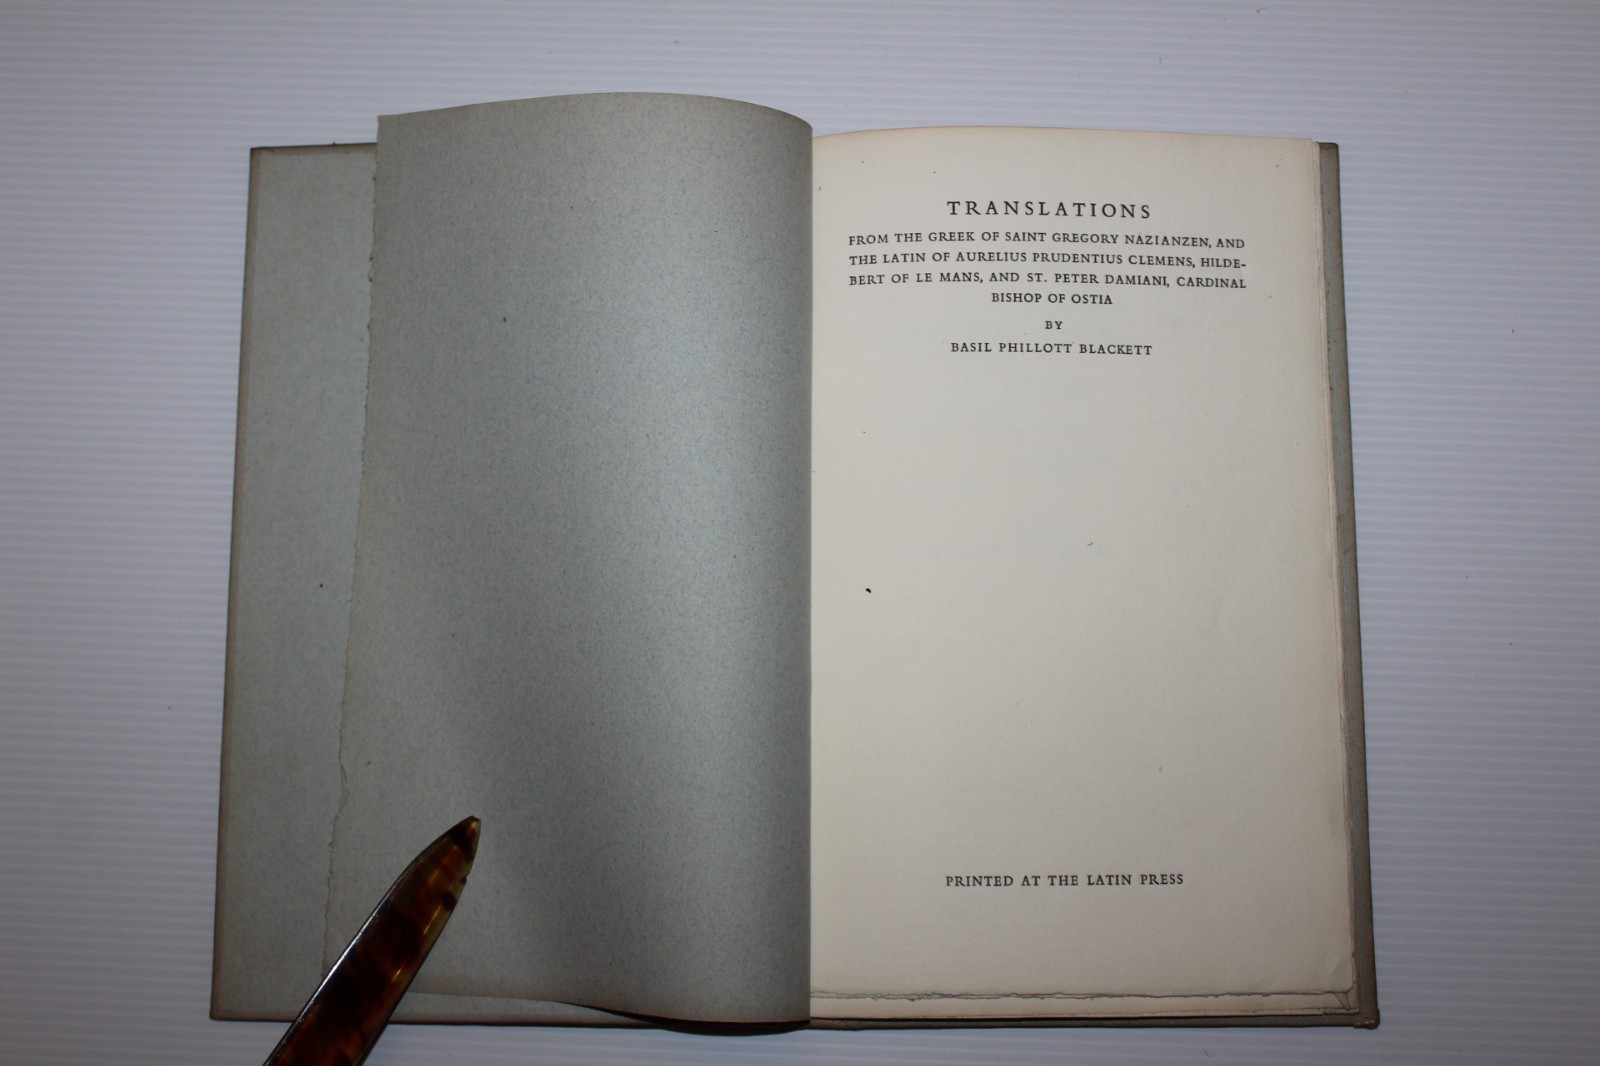 TRANSLATIONS
FROM THE GREEK OF SAINT GREGORY NAZIANZEN, AND
THE LATIN OF AURELIUS PRUDENTIUS CLEMENS, HILDE-
BERT OF LE MANS, AND ST. PETER DAMIANI, CARDINAL
BISHOP OF OSTIA
BY
BASIL PHILLOTT BLACKETT
PRINTED AT THE LATIN PRESS